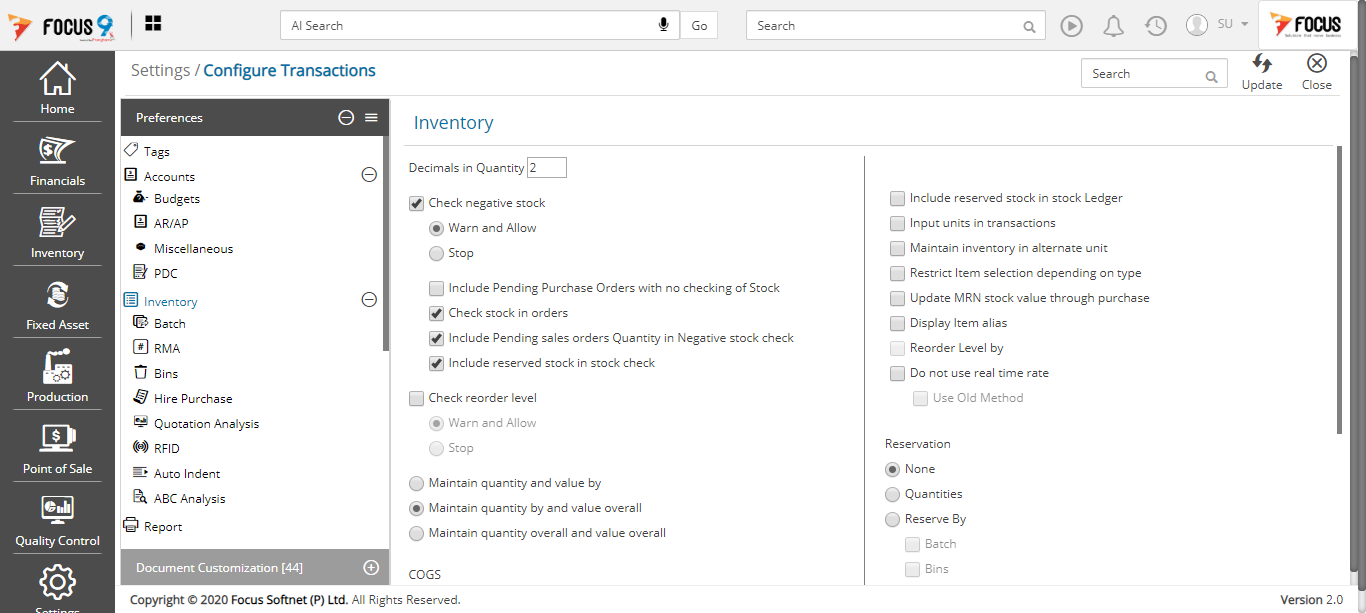 FOCUS 9
AI Search
Go
Search
SU
FOCUS
Home
Financials
Inventory
Fixed Asset
Production
Point of Sale
Quality Control
Settings
Settings / Configure Transactions
Search
Update
Close
Preferences
Tags
Accounts
Budgets
AR/AP
Miscellaneous
PDC
Inventory
Batch
RMA
Bins
Hire Purchase
Quotation Analysis
RFID
Auto Indent
ABC Analysis
Report
Document Customization [44]
Inventory
Decimals in Quantity 2
Check negative stock
Warn and Allow
Stop
Include Pending Purchase Orders with no checking of Stock
Check stock in orders
Include Pending sales orders Quantity in Negative stock check
Include reserved stock in stock check
Check reorder level
Warn and Allow
Stop
Maintain quantity and value by
Maintain quantity by and value overall
Maintain quantity overall and value overall
COGS
Include reserved stock in stock Ledger
Input units in transactions
Maintain inventory in alternate unit
Restrict Item selection depending on type
Update MRN stock value through purchase
Display Item alias
Reorder Level by
Do not use real time rate
Use Old Method
Reservation
None
Quantities
Reserve By
Batch
Bins
Copyright © 2020 Focus Softnet (P) Ltd. All Rights Reserved.
Version 2.0